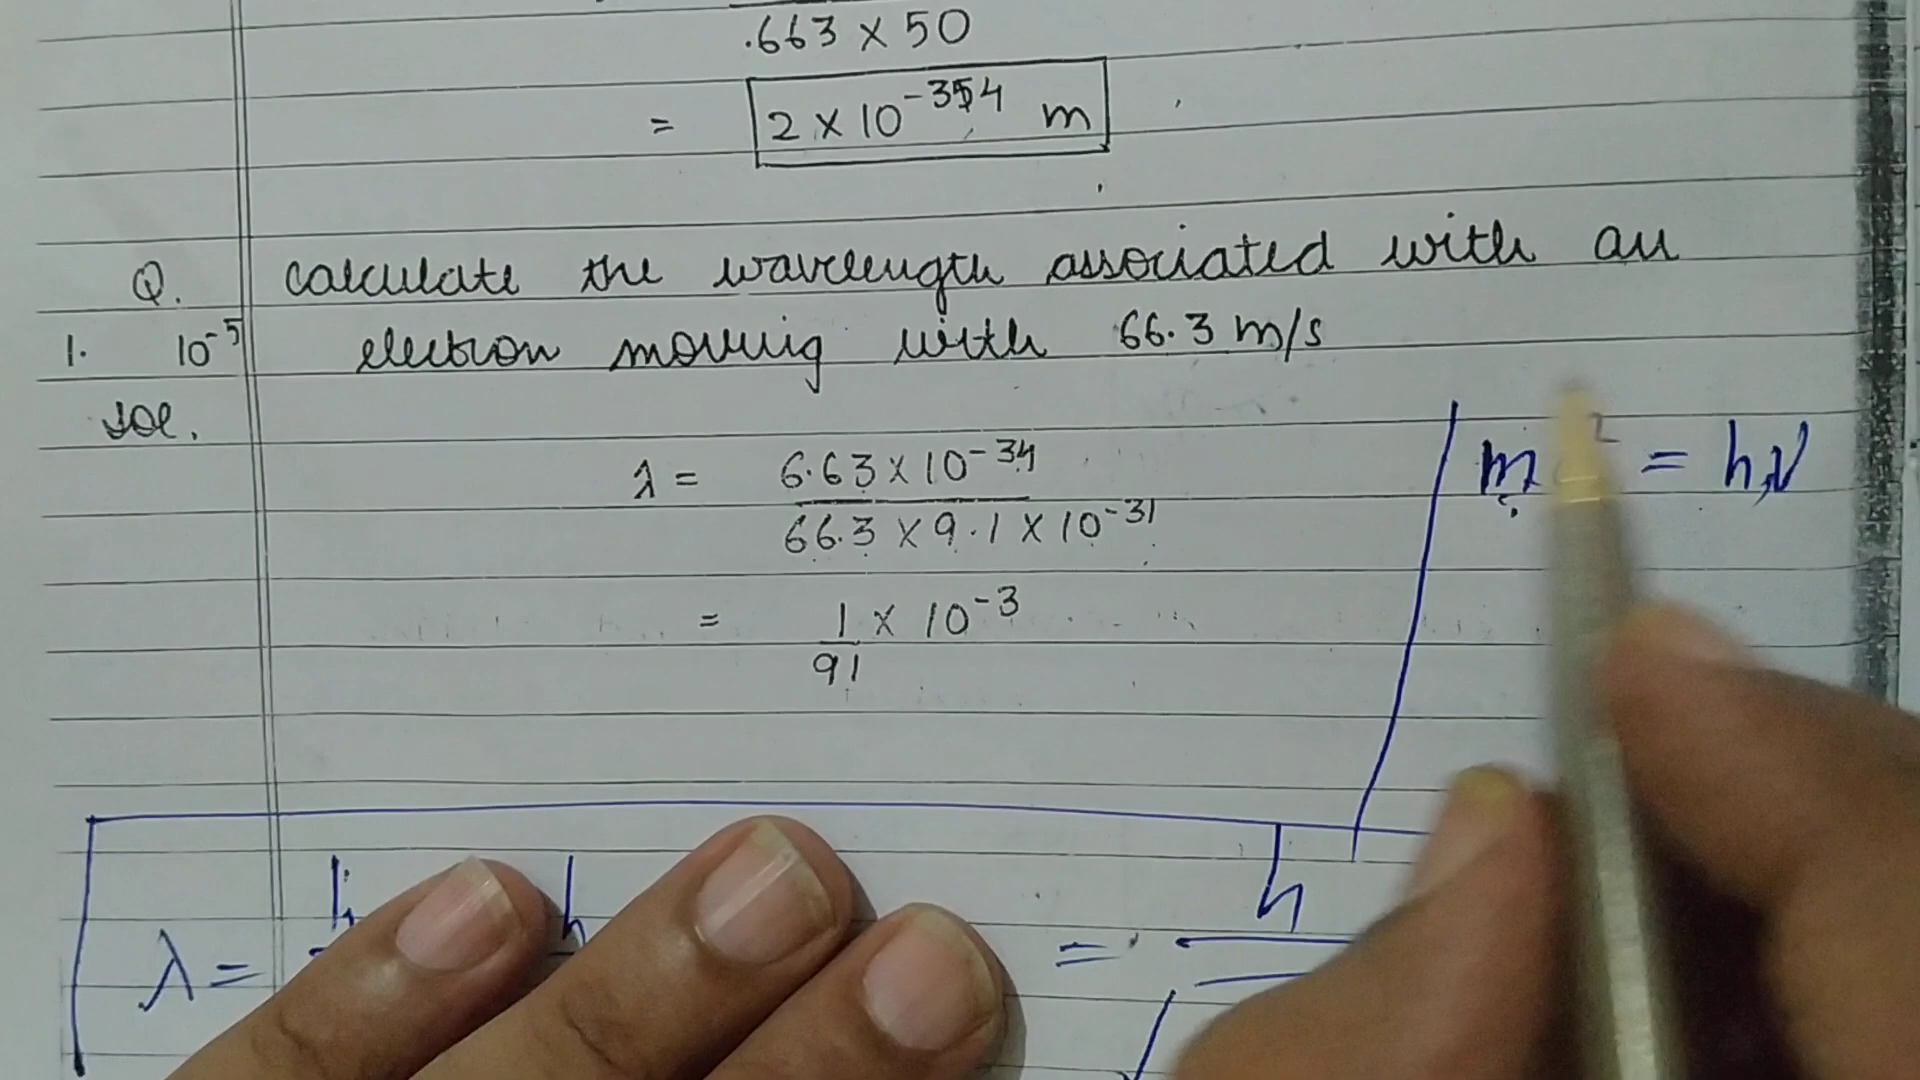 .663 × 50
= 2 × 10⁻³⁵4 m
Q. calculate the wavelength associated with an
1. 10⁻⁵ electron moving with 66.3 m/s
Sol.
λ = 6.63 × 10⁻³⁴
66.3 × 9.1 × 10⁻³¹
= 1 × 10⁻³
91
m ² = hν
λ = h h = h